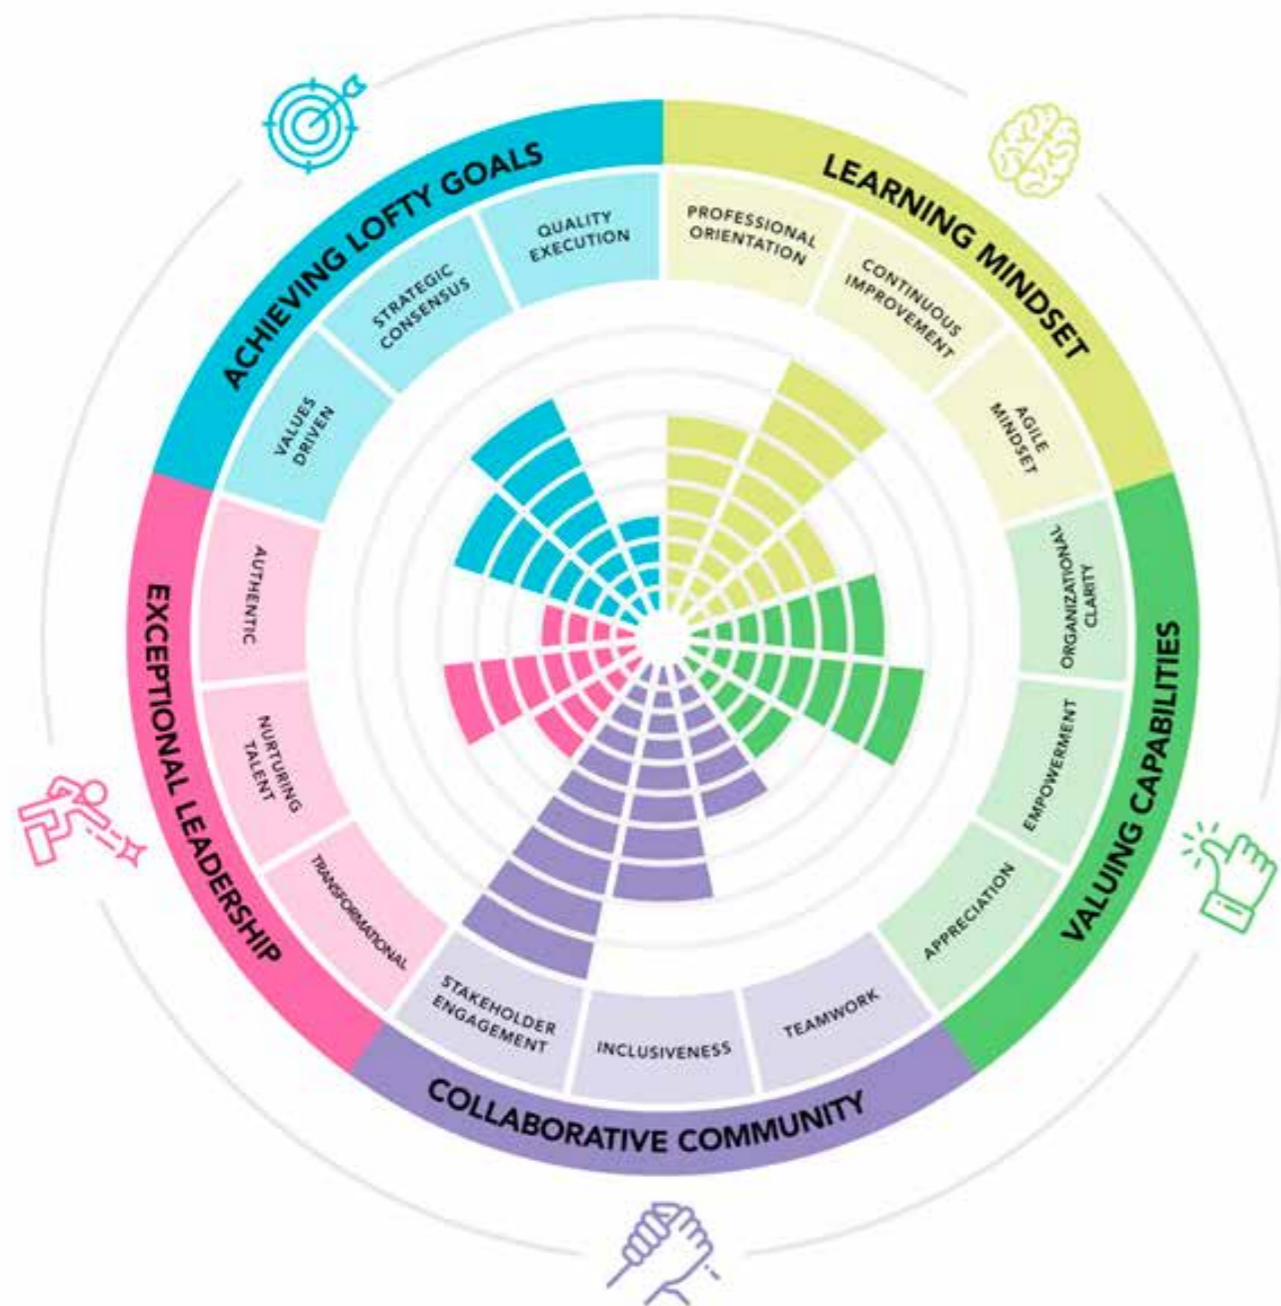 ACHIEVING LOFTY GOALS
LEARNING MINDSET
VALUING CAPABILITIES
COLLABORATIVE COMMUNITY
EXCEPTIONAL LEADERSHIP
PROFESSIONAL
ORIENTATION
CONTINUOUS
IMPROVEMENT
AGILE
MINDSET
ORGANIZATIONAL
CLARITY
EMPOWERMENT
APPRECIATION
TEAMWORK
INCLUSIVENESS
STAKEHOLDER
ENGAGEMENT
TRANSFORMATIONAL
NURTURING
TALENT
AUTHENTIC
VALUES
DRIVEN
STRATEGIC
CONSENSUS
QUALITY
EXECUTION